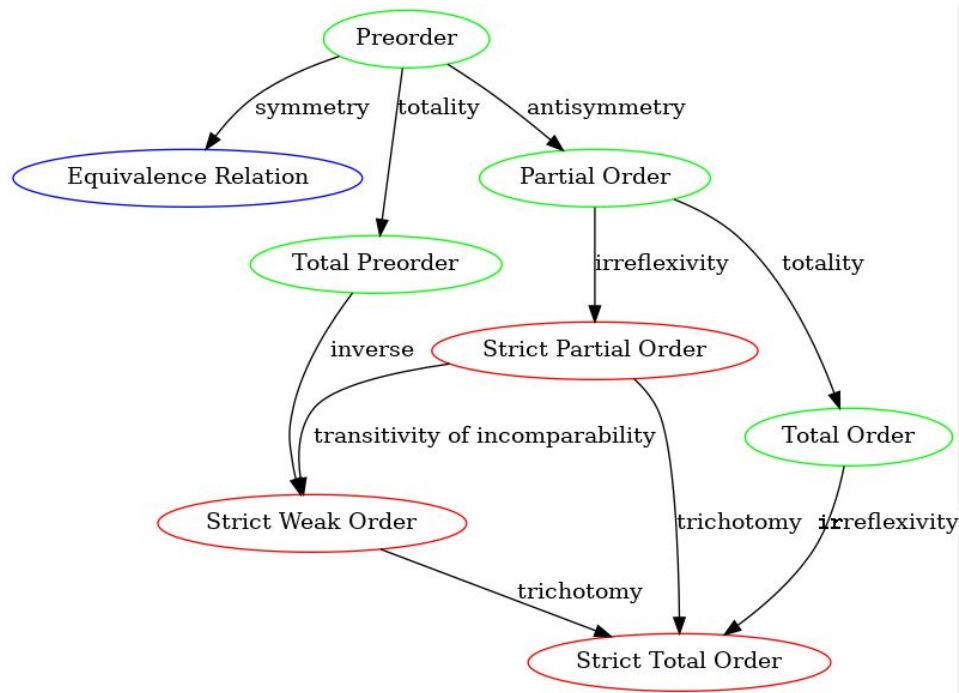 Preorder
symmetry
totality
antisymmetry
Equivalence Relation
Partial Order
Total Preorder
irreflexivity
totality
inverse
Strict Partial Order
transitivity of incomparability
Total Order
Strict Weak Order
trichotomy
irreflexivity
trichotomy
Strict Total Order